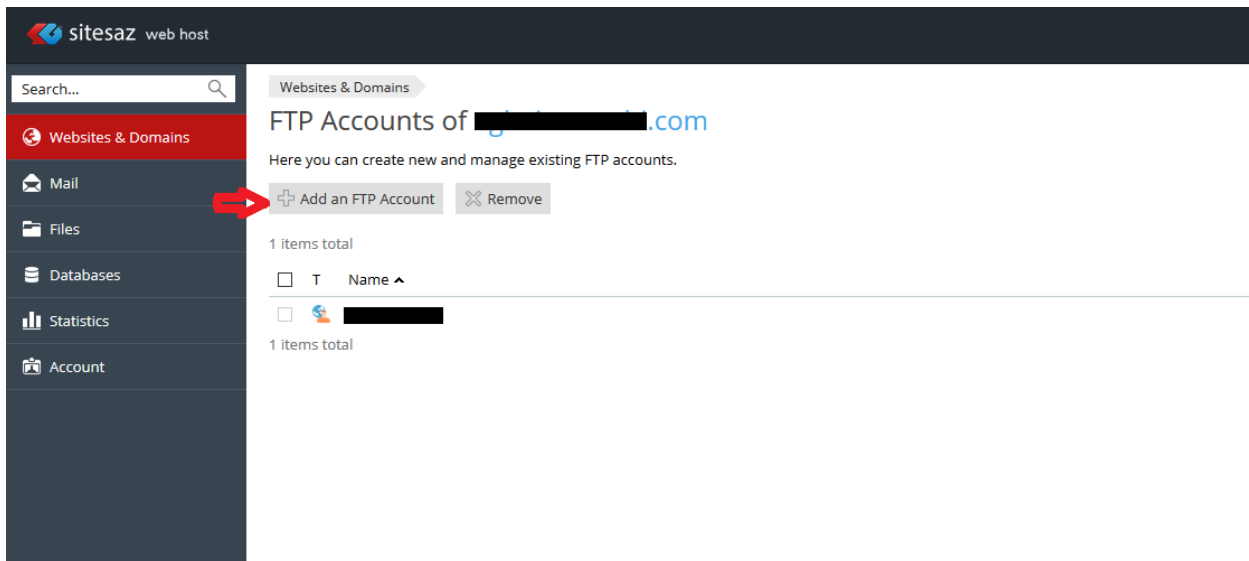 sitesaz web host
Search...
Websites & Domains
Mail
Files
Databases
Statistics
Account
Websites & Domains
FTP Accounts of .com
Here you can create new and manage existing FTP accounts.
Add an FTP Account Remove
1 items total
T Name
1 items total